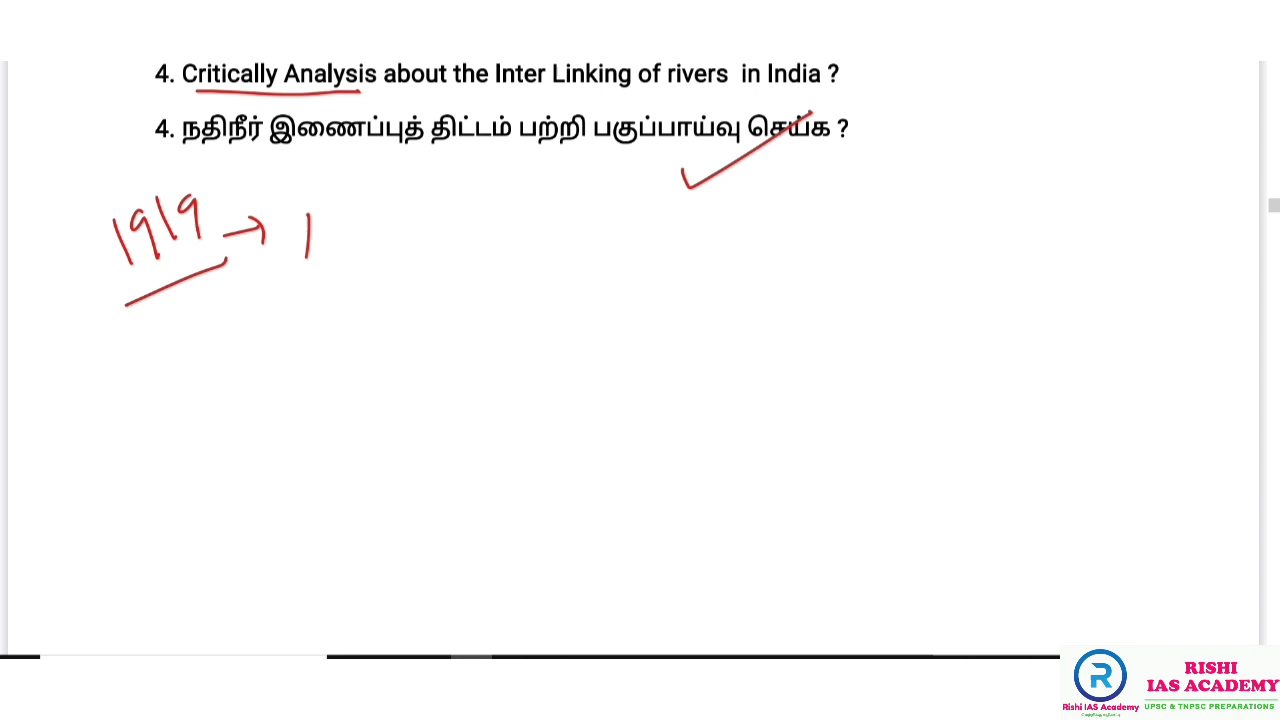 4. Critically Analysis about the Inter Linking of rivers in India ?
4. நதிநீர் இணைப்புத் திட்டம் பற்றி பகுப்பாய்வு செய்க ?
1919 → 1
RISHI
IAS ACADEMY
Rishi IAS Academy
UPSC & TNPSC PREPARATIONS